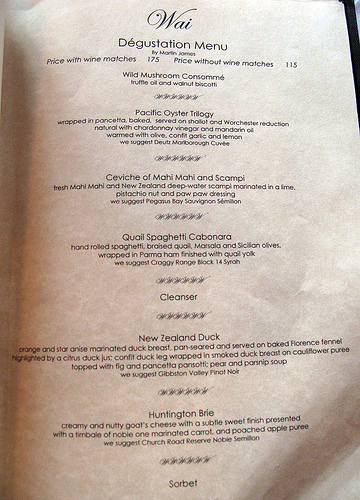 Wai
Dégustation Menu
By Martin James
Price with wine matches 175 Price without wine matches 115
Wild Mushroom Consommé
truffle oil and walnut biscotti
Pacific Oyster Trilogy
wrapped in pancetta, baked, served on shallot and Worchester reduction
natural with chardonnay vinegar and mandarin oil
warmed with olive, confit garlic and lemon
we suggest Deutz Marlborough Cuvée
Ceviche of Mahi Mahi and Scampi
fresh Mahi Mahi and New Zealand deep-water scampi marinated in a lime,
pistachio nut and paw paw dressing
we suggest Pegasus Bay Sauvignon Sémillon
Quail Spaghetti Cabonara
hand rolled spaghetti, braised quail, Marsala and Sicilian olives,
wrapped in Parma ham finished with quail yolk
we suggest Craggy Range Block 14 Syrah
Cleanser
New Zealand Duck
orange and star anise marinated duck breast, pan-seared and served on baked Florence fennel
highlighted by a citrus duck jus; confit duck leg wrapped in smoked duck breast on cauliflower puree
topped with fig and pancetta pansotti; pear and parsnip soup
we suggest Gibbston Valley Pinot Noir
Huntington Brie
creamy and nutty goat's cheese with a subtle sweet finish presented
with a timbale of noble one marinated carrot, and poached apple puree
we suggest Church Road Reserve Noble Semillon
Sorbet